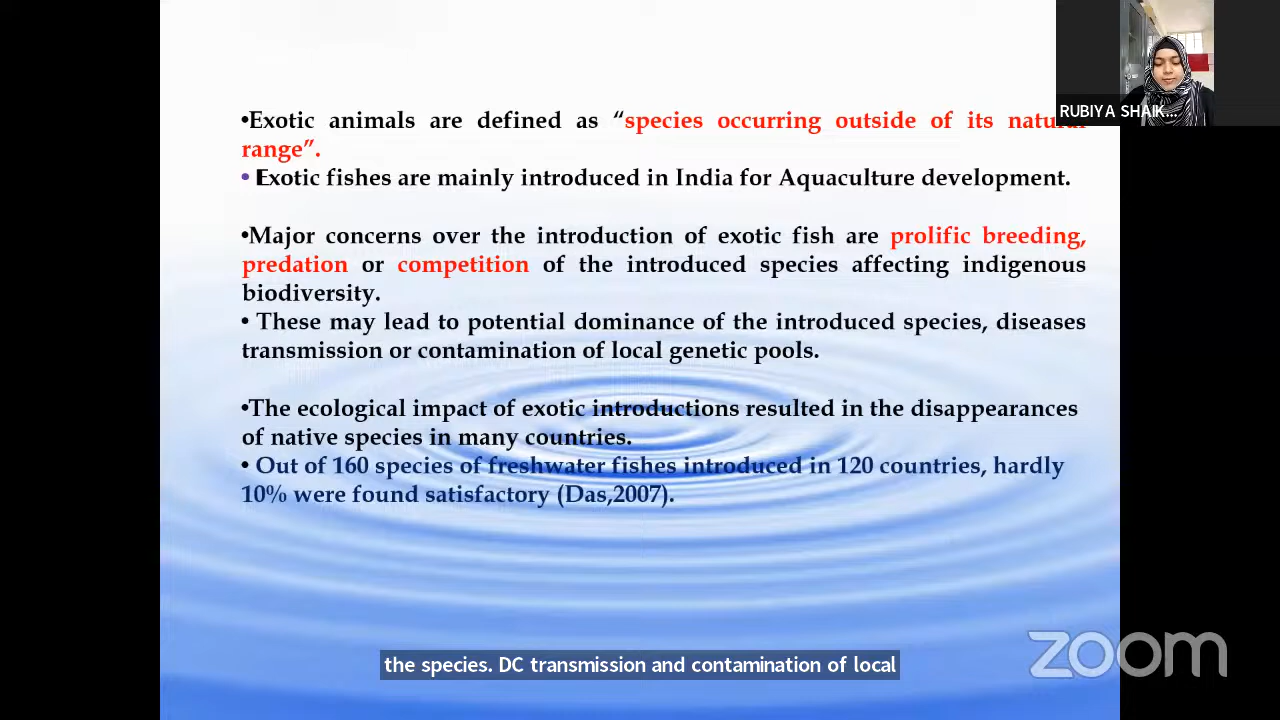 •Exotic animals are defined as “species occurring outside of its natural
range”.
• Exotic fishes are mainly introduced in India for Aquaculture development.
•Major concerns over the introduction of exotic fish are prolific breeding,
predation or competition of the introduced species affecting indigenous
biodiversity.
• These may lead to potential dominance of the introduced species, diseases
transmission or contamination of local genetic pools.
•The ecological impact of exotic introductions resulted in the disappearances
of native species in many countries.
• Out of 160 species of freshwater fishes introduced in 120 countries, hardly
10% were found satisfactory (Das,2007).
RUBIYA SHAIK...
the species. DC transmission and contamination of local
zoom